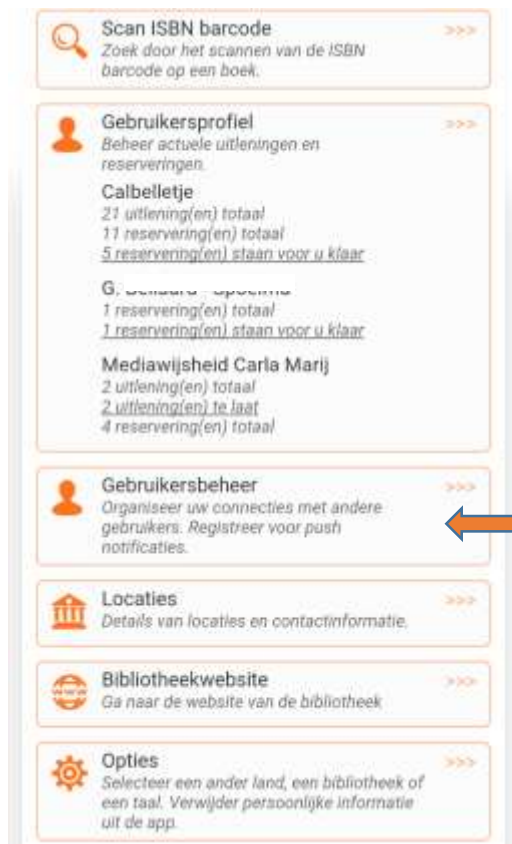 Scan ISBN barcode >>>
Zoek door het scannen van de ISBN
barcode op een boek.
Gebruikersprofiel >>>
Beheer actuele uitleningen en
reserveringen.
Calbelletje
21 uitlening(en) totaal
11 reservering(en) totaal
5 reservering(en) staan voor u klaar
G.
1 reservering(en) totaal
1 reservering(en) staan voor u klaar
Mediawijsheid Carla Marij
2 uitlening(en) totaal
2 uitlening(en) te laat
4 reservering(en) totaal
Gebruikersbeheer >>>
Organiseer uw connecties met andere
gebruikers. Registreer voor push
notificaties.
Locaties >>>
Details van locaties en contactinformatie.
www
Bibliotheekwebsite >>>
Ga naar de website van de bibliotheek
Opties >>>
Selecteer een ander land, een bibliotheek of
een taal. Verwijder persoonlijke informatie
uit de app.